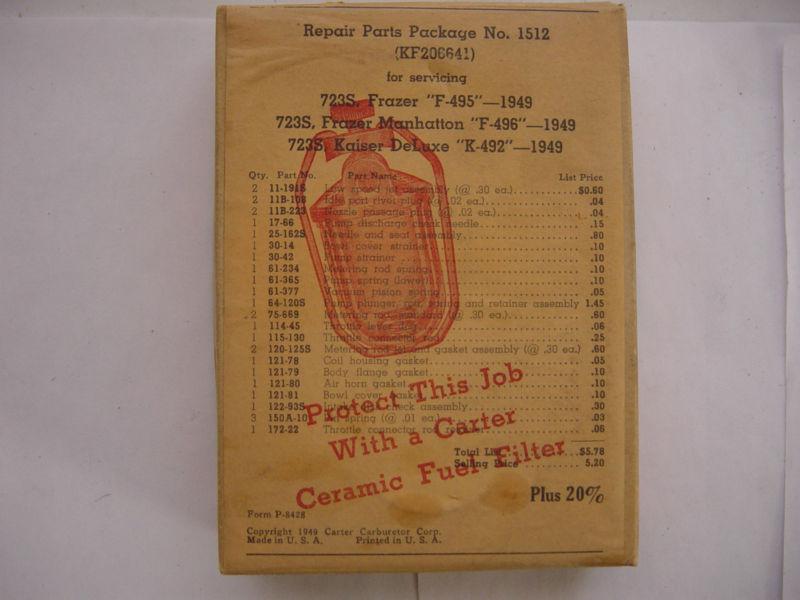 Repair Parts Package No. 1512
(KF206641)
for servicing
723S, Frazer "F-495"—1949
723S, Frazer Manhatton "F-496"—1949
723S, Kaiser DeLuxe "K-492"—1949
Qty. Part No. Part Name List Price
2 11-191S Low speed jet assembly (@ .30 ea.) $0.60
2 11B-108 Idle port rivet plug (@ .02 ea.) .04
2 11B-223 Nozzle passage plug (@ .02 ea.) .04
1 17-66 Pump discharge check needle .15
1 25-162S Needle and seat assembly .80
1 30-14 Bowl cover strainer .10
1 30-42 Pump strainer .10
1 61-234 Metering rod spring .10
1 61-365 Pump spring (lower) .10
1 61-377 Vacuum piston spring .05
1 64-120S Pump plunger, rod, spring and retainer assembly 1.45
2 75-669 Metering rod, standard (@ .30 ea.) .60
1 114-45 Throttle lever dog .06
1 115-130 Throttle connector rod .25
2 120-125S Metering rod jet and gasket assembly (@ .30 ea.) .60
1 121-78 Coil housing gasket .05
1 121-79 Body flange gasket .10
1 121-80 Air horn gasket .10
1 121-81 Bowl cover gasket .10
1 122-93S Intake check assembly .30
3 150A-10 spring (@ .01 ea.) .03
1 172-22 Throttle connector rod .06
Total List $5.78
Selling Price 5.20
Plus 20%
Protect This Job
With a Carter
Ceramic Fuel Filter
Form P-8428
Copyright 1949 Carter Carburetor Corp.
Made in U. S. A. Printed in U. S. A.